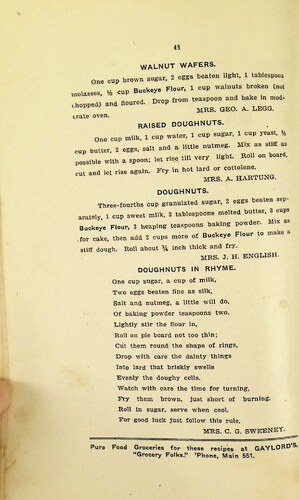 48
WALNUT WAFERS.
One cup brown sugar, 2 eggs beaten light, 1 tablespoon
molasses, ½ cup Buckeye Flour, 1 cup walnuts broken (not
chopped) and floured. Drop from teaspoon and bake in mod-
erate oven.
MRS. GEO. A. LEGG.
RAISED DOUGHNUTS.
One cup milk, 1 cup water, 1 cup sugar, 1 cup yeast, ½
cup butter, 2 eggs, salt and a little nutmeg. Mix as stiff as
possible with a spoon; let rise till very light. Roll on board,
cut and let rise again. Fry in hot lard or cottolene.
MRS. A. HARTUNG.
DOUGHNUTS.
Three-fourths cup granulated sugar, 2 eggs beaten sep-
arately, 1 cup sweet milk, 3 tablespoons melted butter, 3 cups
Buckeye Flour, 3 heaping teaspoons baking powder. Mix as
for cake, then add 2 cups more of Buckeye Flour to make a
stiff dough. Roll about ¾ inch thick and fry.
MRS. J. H. ENGLISH.
DOUGHNUTS IN RHYME.
One cup sugar, a cup of milk,
Two eggs beaten fine as silk,
Salt and nutmeg, a little will do,
Of baking powder teaspoons two.
Lightly stir the flour in,
Roll on pie board not too thin;
Cut them round the shape of rings,
Drop with care the dainty things
Into lard that briskly swells
Evenly the doughy cells.
Watch with care the time for turning,
Fry them brown, just short of burning.
Roll in sugar, serve when cool.
For good luck just follow this rule.
MRS. C. G. SWEENEY.
Pure Food Groceries for these recipes at GAYLORD'S,
"Grocery Folks." 'Phone, Main 551.